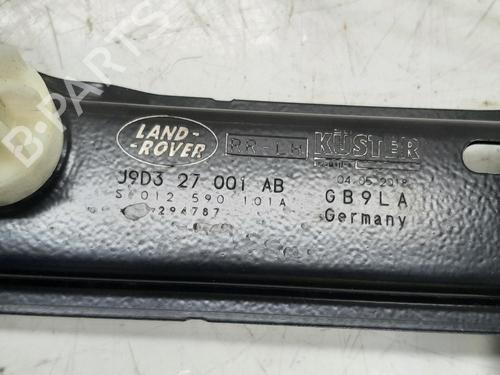 LAND-
-ROVER
RR-LH
KÜSTER
J9D3 27 001 AB
04.05.2018
S 012 590 101A
GB9LA
294787
Germany
B-PARTS